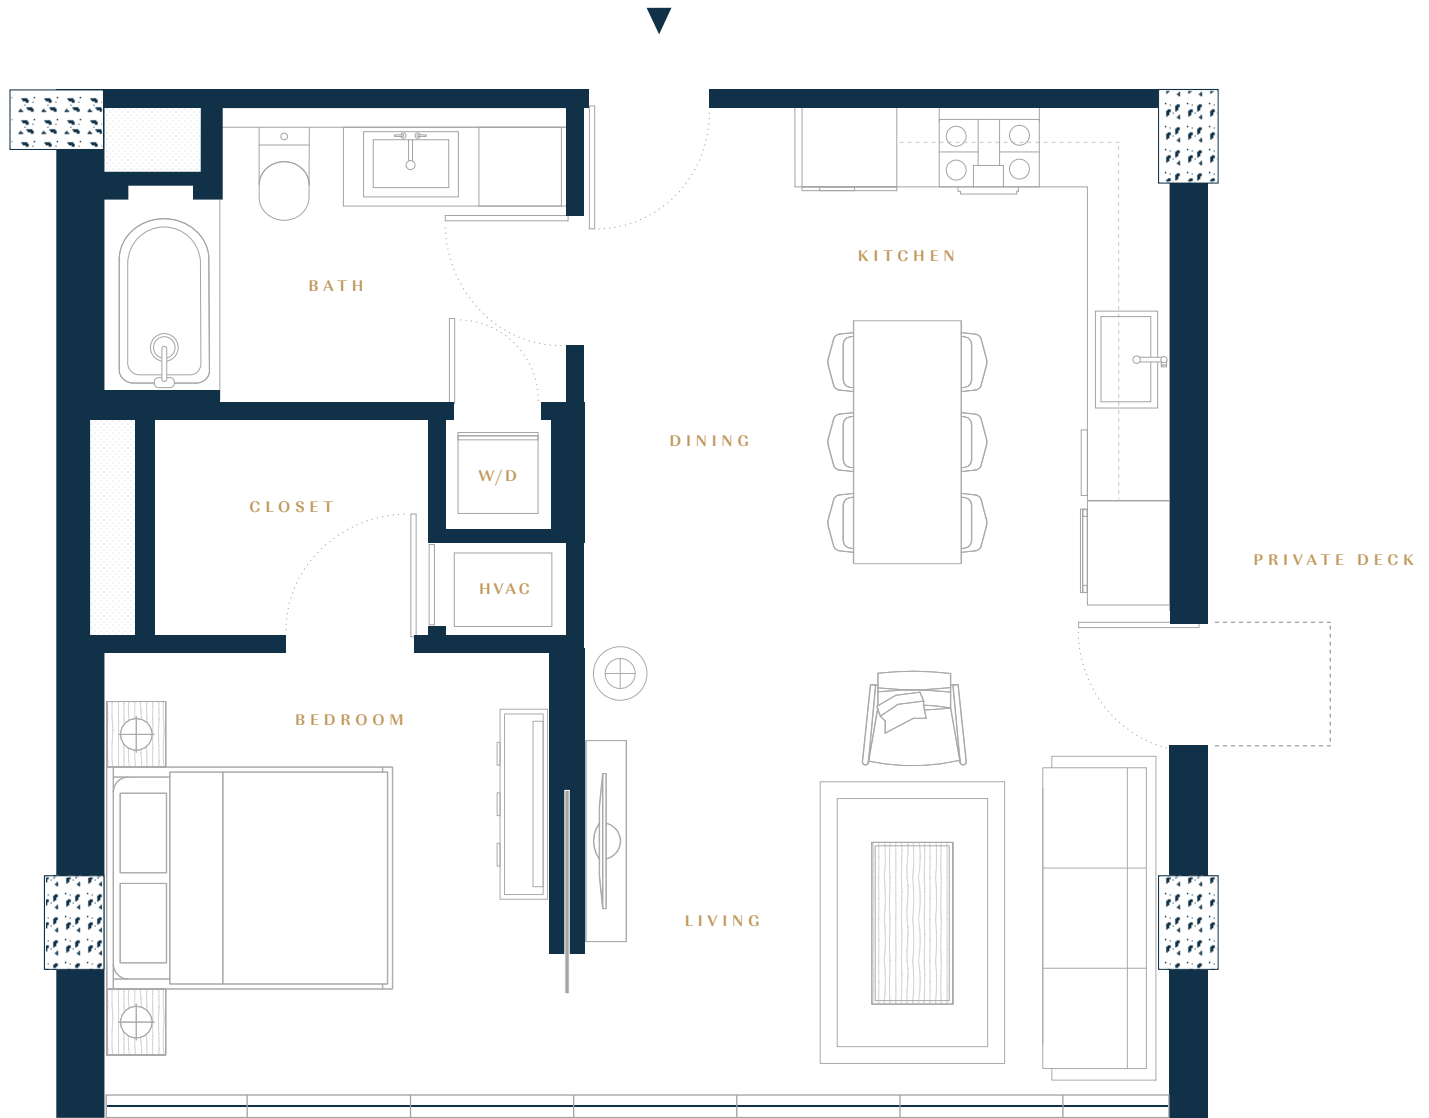 KITCHEN
BATH
DINING
W/D
CLOSET
PRIVATE DECK
HVAC
BEDROOM
LIVING